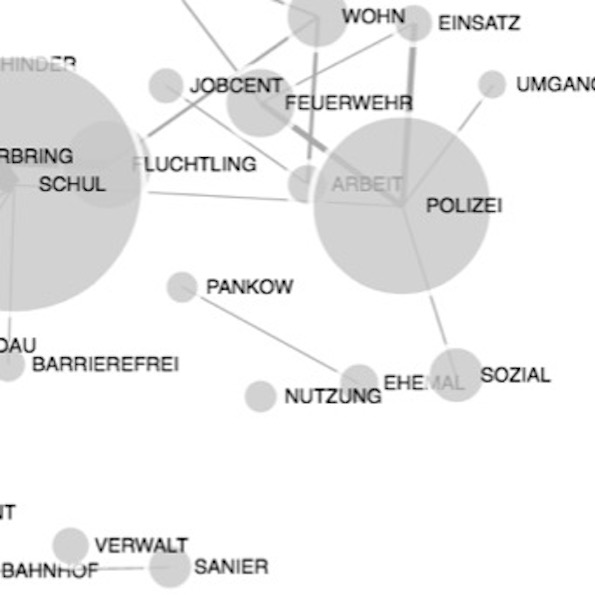 WOHN
EINSATZ
HINDER
JOBCENT
UMGANG
FEUERWEHR
RBRING
FLUCHTLING
SCHUL
ARBEIT
POLIZEI
PANKOW
DAU
BARRIEREFREI
EHEMAL
SOZIAL
NUTZUNG
NT
VERWALT
BAHNHOF
SANIER